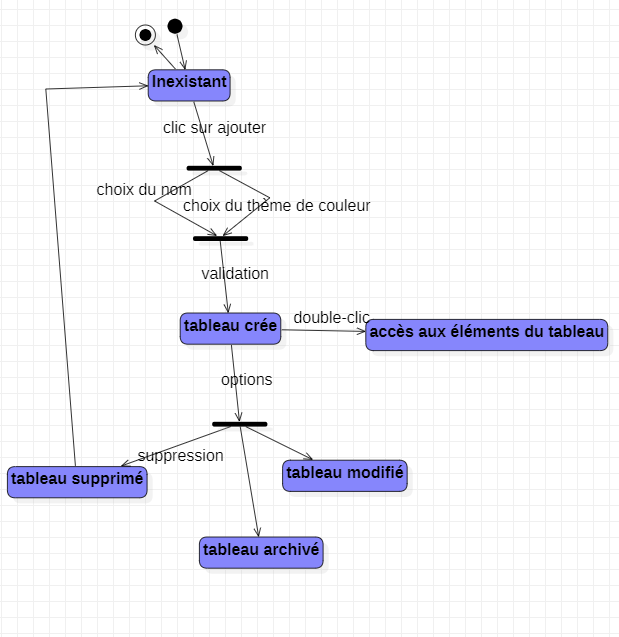 Inexistant
clic sur ajouter
choix du nom
choix du thème de couleur
validation
tableau crée
double-clic
accès aux éléments du tableau
options
suppression
tableau supprimé
tableau modifié
tableau archivé